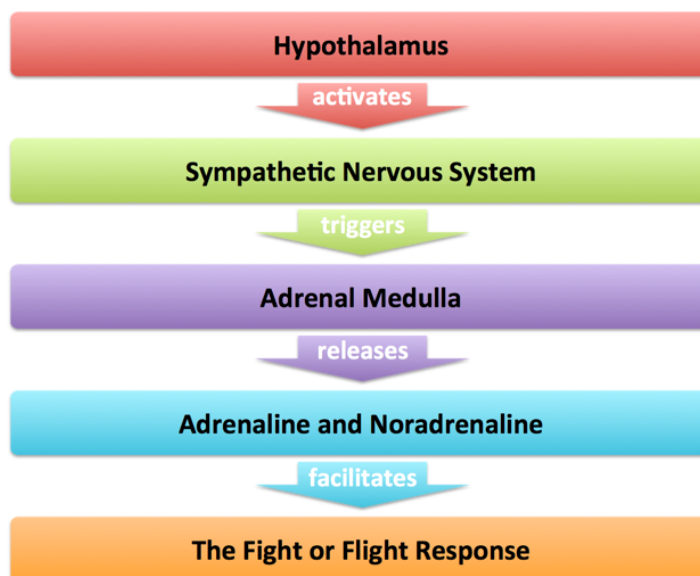 Hypothalamus
activates
Sympathetic Nervous System
triggers
Adrenal Medulla
releases
Adrenaline and Noradrenaline
facilitates
The Fight or Flight Response